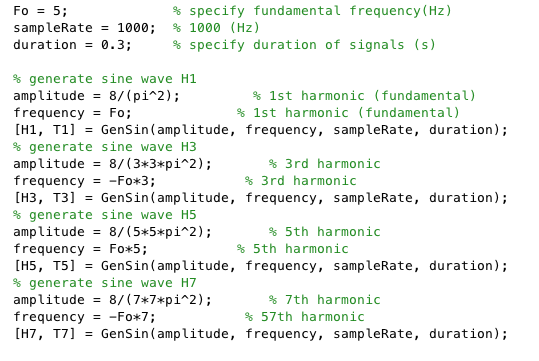 Fo = 5;             % specify fundamental frequency(Hz)
sampleRate = 1000;  % 1000 (Hz)
duration = 0.3;     % specify duration of signals (s)

% generate sine wave H1
amplitude = 8/(pi^2);         % 1st harmonic (fundamental)
frequency = Fo;             % 1st harmonic (fundamental)
[H1, T1] = GenSin(amplitude, frequency, sampleRate, duration);
% generate sine wave H3
amplitude = 8/(3*3*pi^2);       % 3rd harmonic
frequency = -Fo*3;           % 3rd harmonic
[H3, T3] = GenSin(amplitude, frequency, sampleRate, duration);
% generate sine wave H5
amplitude = 8/(5*5*pi^2);       % 5th harmonic
frequency = Fo*5;           % 5th harmonic
[H5, T5] = GenSin(amplitude, frequency, sampleRate, duration);
% generate sine wave H7
amplitude = 8/(7*7*pi^2);       % 7th harmonic
frequency = -Fo*7;           % 57th harmonic
[H7, T7] = GenSin(amplitude, frequency, sampleRate, duration);